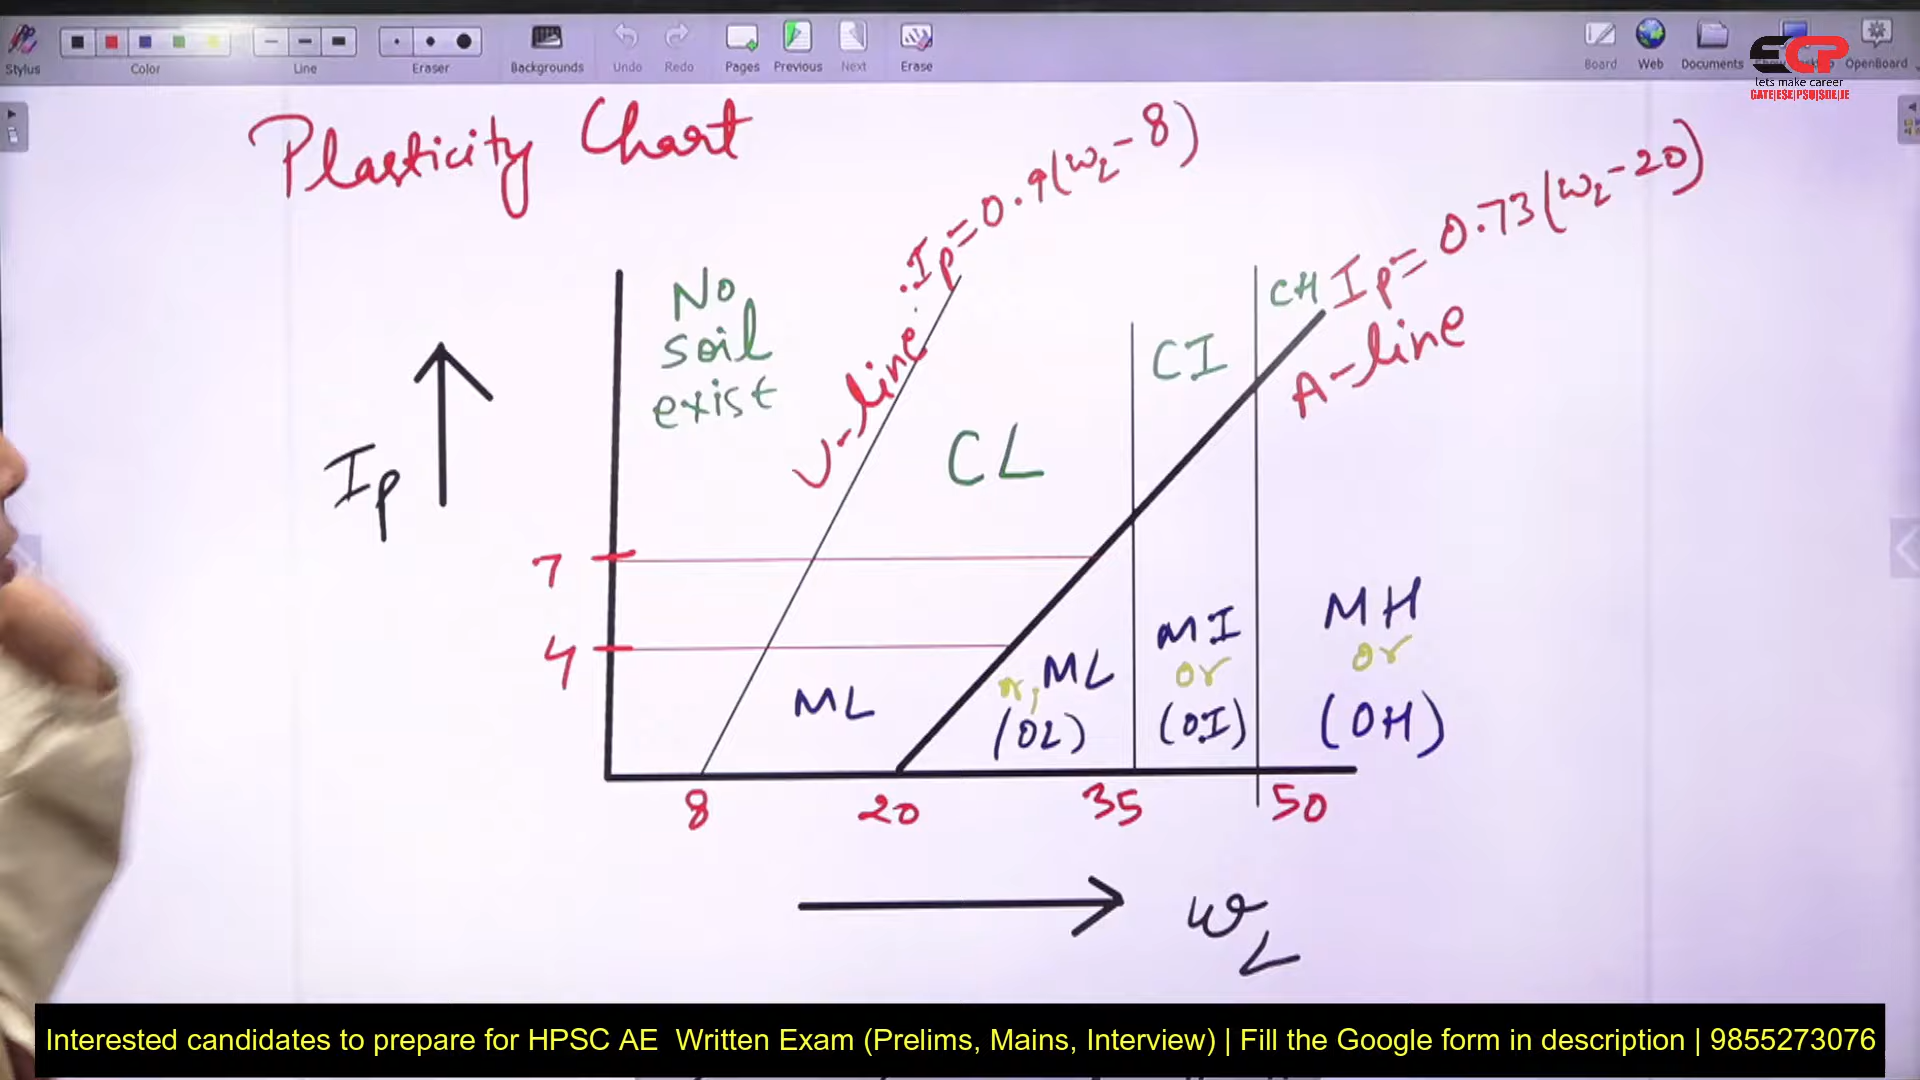 Stylus
Color
Line
Eraser
Backgrounds
Undo
Redo
Pages
Previous
Next
Erase
Board
Web
Documents
OpenBoard
ECP
lets make career
GATE|ESE|PSU|SDE|JE
Plasticity Chart
Ip = 0.9(wL - 8)
Ip = 0.73(wL - 20)
U-line
A-line
No
soil
exist
CL
CI
CH
Ip
7
4
ML
or, ML
(OL)
MI
or
(OI)
MH
or
(OH)
8
20
35
50
wL
Interested candidates to prepare for HPSC AE Written Exam (Prelims, Mains, Interview) | Fill the Google form in description | 9855273076